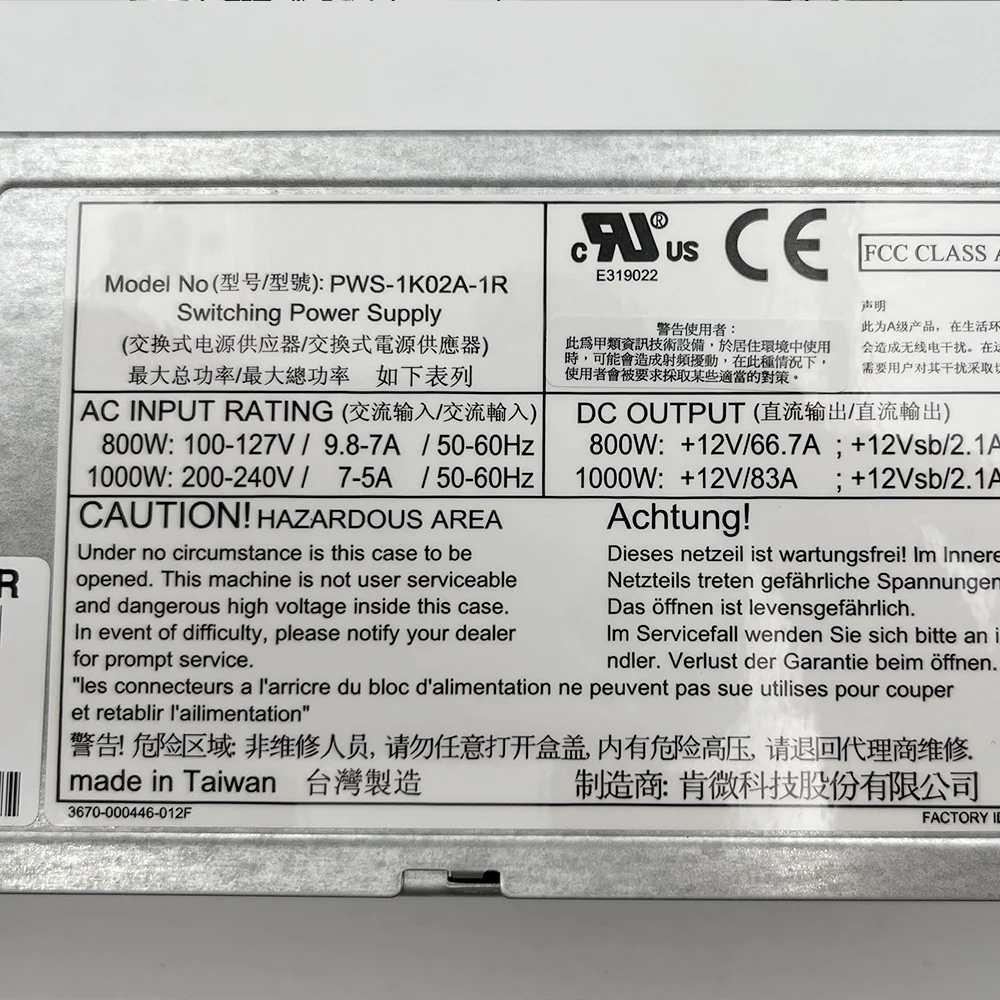 Model No(型号/型號): PWS-1K02A-1R
Switching Power Supply
(交换式电源供应器/交換式電源供應器)
最大总功率/最大總功率 如下表列
c RU® US CE
E319022
FCC CLASS A
警告使用者：
此爲甲類資訊技術設備，於居住環境中使用
時，可能會造成射頻擾動，在此種情況下，
使用者會被要求採取某些適當的對策。
声明
此为A级产品，在生活环
会造成无线电干扰。在这
需要用户对其干扰采取切
AC INPUT RATING (交流输入/交流輸入)
800W: 100-127V / 9.8-7A / 50-60Hz
1000W: 200-240V / 7-5A / 50-60Hz
DC OUTPUT (直流输出/直流輸出)
800W: +12V/66.7A ; +12Vsb/2.1A
1000W: +12V/83A ; +12Vsb/2.1A
CAUTION! HAZARDOUS AREA
Under no circumstance is this case to be
opened. This machine is not user serviceable
and dangerous high voltage inside this case.
In event of difficulty, please notify your dealer
for prompt service.
Achtung!
Dieses netzeil ist wartungsfrei! Im Innere
Netzteils treten gefährliche Spannungen
Das öffnen ist levensgefährlich.
Im Servicefall wenden Sie sich bitte an i
ndler. Verlust der Garantie beim öffnen.
"les connecteurs a l'arricre du bloc d'alimentation ne peuvent pas sue utilises pour couper
et retablir l'ailimentation"
警告! 危险区域: 非维修人员, 请勿任意打开盒盖, 内有危险高压, 请退回代理商维修.
made in Taiwan 台灣製造
制造商: 肯微科技股份有限公司
3670-000446-012F
FACTORY ID
R